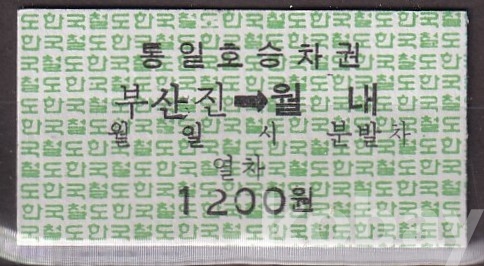 통일호승차권
부산진➡월 내
월 일 시 분발차
열차
1200원